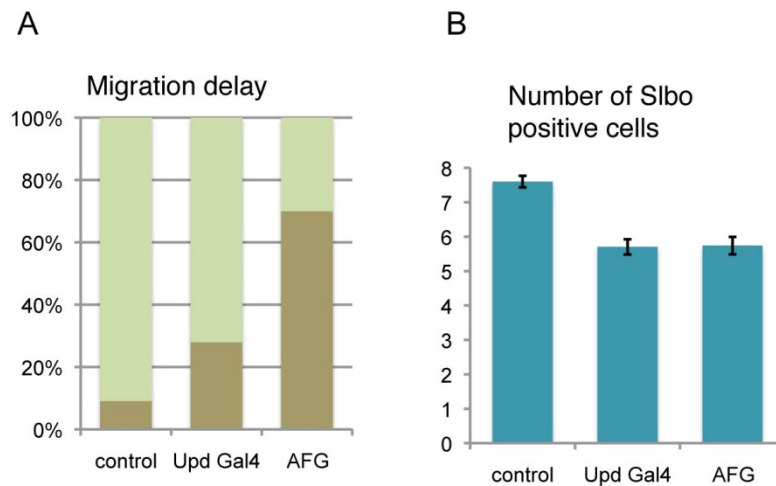 A
Migration delay
100%
80%
60%
40%
20%
0%
control Upd Gal4 AFG
B
Number of Slbo
positive cells
8
7
6
5
4
3
2
1
0
control Upd Gal4 AFG